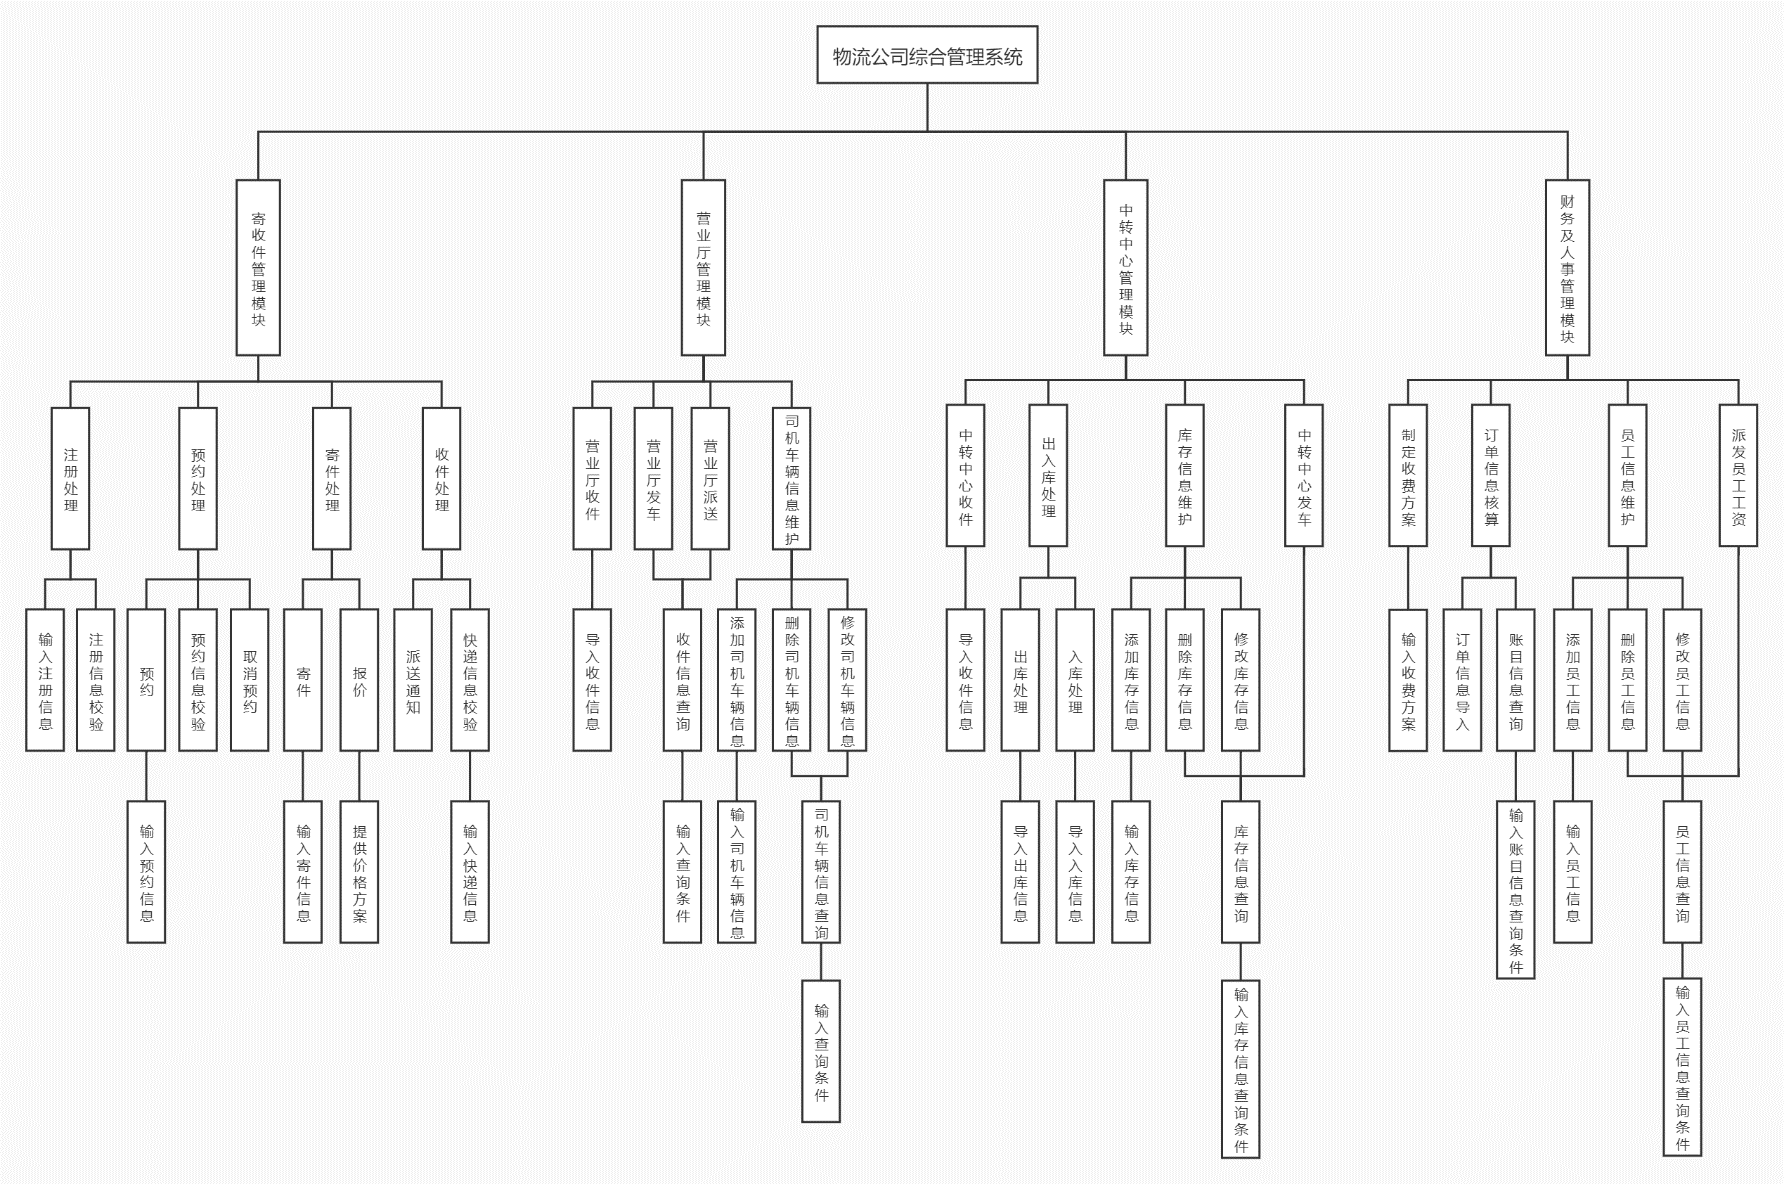 物流公司综合管理系统
寄收件管理模块
营业厅管理模块
中转中心管理模块
财务及人事管理模块
注册处理
预约处理
寄件处理
收件处理
营业厅收件
营业厅发车
营业厅派送
司机车辆信息维护
中转中心收件
出入库处理
库存信息维护
中转中心发车
制定收费方案
订单信息核算
员工信息维护
派发员工工资
输入注册信息
注册信息校验
预约
预约信息校验
取消预约
寄件
报价
派送通知
快递信息校验
导入收件信息
收件信息查询
添加司机车辆信息
删除司机车辆信息
修改司机车辆信息
导入收件信息
出库处理
入库处理
添加库存信息
删除库存信息
修改库存信息
输入收费方案
订单信息导入
账目信息查询
添加员工信息
删除员工信息
修改员工信息
输入预约信息
输入寄件信息
提供价格方案
输入快递信息
输入查询条件
输入司机车辆信息
司机车辆信息查询
导入出库信息
导入入库信息
输入库存信息
库存信息查询
输入账目信息查询条件
输入员工信息
员工信息查询
输入查询条件
输入库存信息查询条件
输入员工信息查询条件